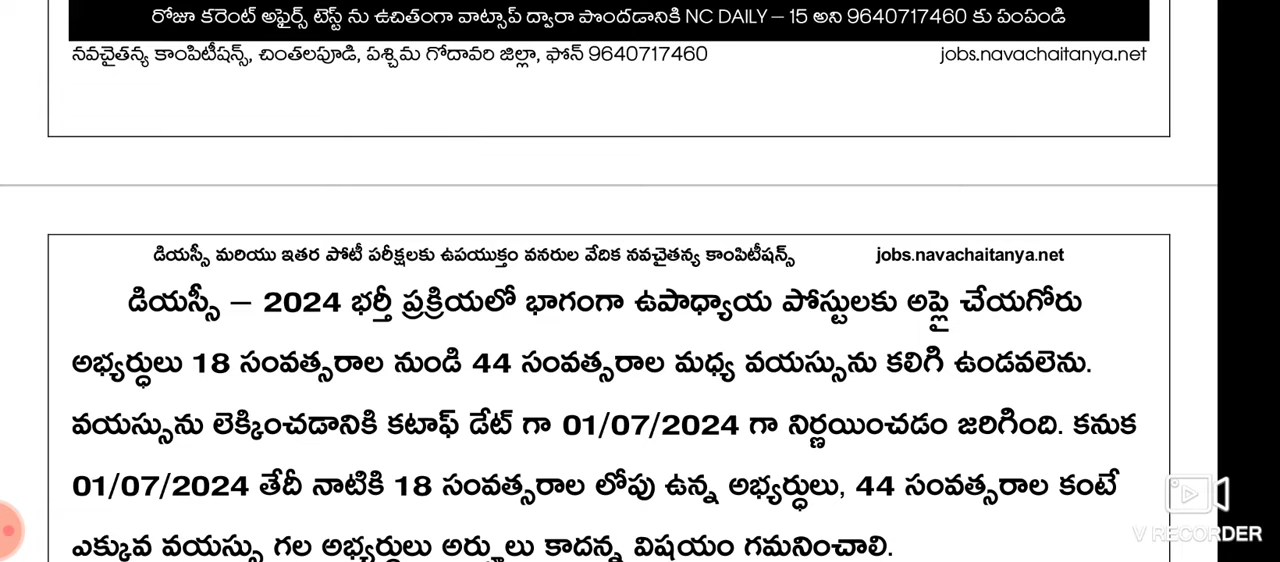 రోజూ కరెంట్ అఫైర్స్ టెస్ట్ ను ఉచితంగా వాట్సాప్ ద్వారా పొందడానికి NC DAILY – 15 అని 9640717460 కు పంపండి
నవచైతన్య కాంపిటీషన్స్, చింతలపూడి, పశ్చిమ గోదావరి జిల్లా, ఫోన్ 9640717460 jobs.navachaitanya.net
డియస్సీ మరియు ఇతర పోటీ పరీక్షలకు ఉపయుక్తం వనరుల వేదిక నవచైతన్య కాంపిటీషన్స్ jobs.navachaitanya.net
డియస్సీ – 2024 భర్తీ ప్రక్రియలో భాగంగా ఉపాధ్యాయ పోస్టులకు అప్లై చేయగోరు
అభ్యర్ధులు 18 సంవత్సరాల నుండి 44 సంవత్సరాల మధ్య వయస్సును కలిగి ఉండవలెను.
వయస్సును లెక్కించడానికి కటాఫ్ డేట్ గా 01/07/2024 గా నిర్ణయించడం జరిగింది. కనుక
01/07/2024 తేదీ నాటికి 18 సంవత్సరాల లోపు ఉన్న అభ్యర్ధులు, 44 సంవత్సరాల కంటే
ఎక్కువ వయస్సు గల అభ్యర్ధులు అర్హులు కాదన్న విషయం గమనించాలి.
V RECORDER